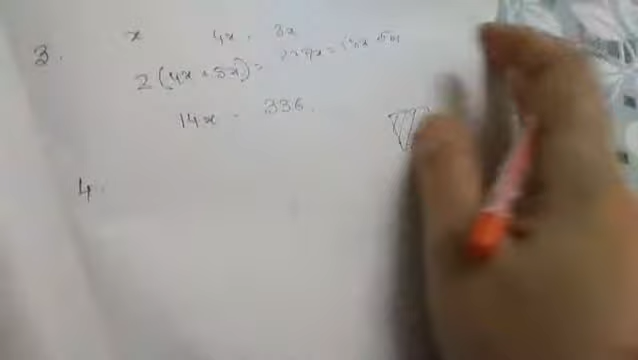 3. x 4x 3x
2(4x + 3x) =
14x = 336.
4.